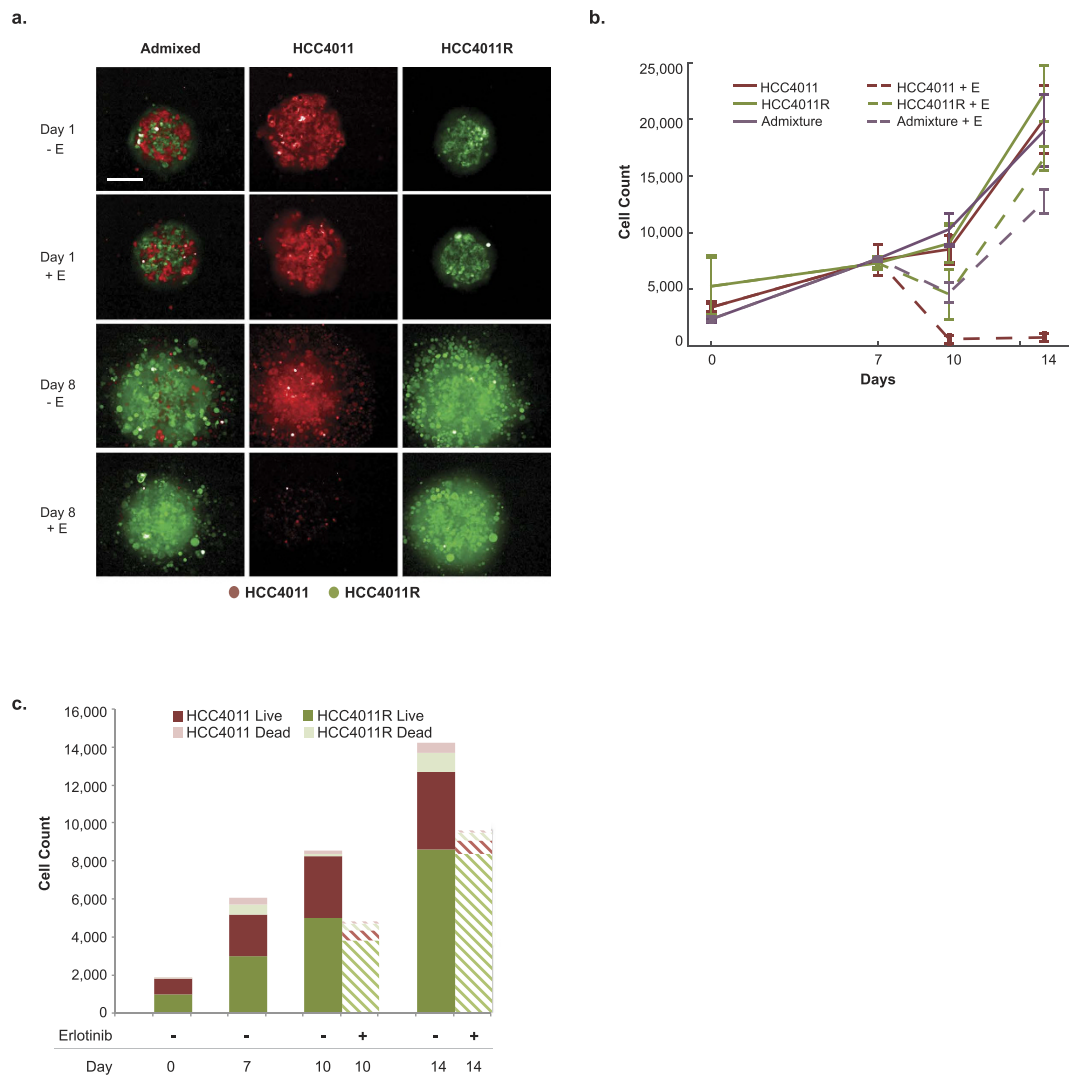 a.
Admixed HCC4011 HCC4011R
Day 1
- E
Day 1
+ E
Day 8
- E
Day 8
+ E
HCC4011 HCC4011R
b.
25,000
20,000
15,000
10,000
5,000
0
Cell Count
HCC4011 HCC4011 + E
HCC4011R HCC4011R + E
Admixture Admixture + E
0 7 10 14
Days
c.
16,000
14,000
12,000
10,000
8,000
6,000
4,000
2,000
0
Cell Count
HCC4011 Live HCC4011R Live
HCC4011 Dead HCC4011R Dead
Erlotinib - - - + - +
Day 0 7 10 10 14 14